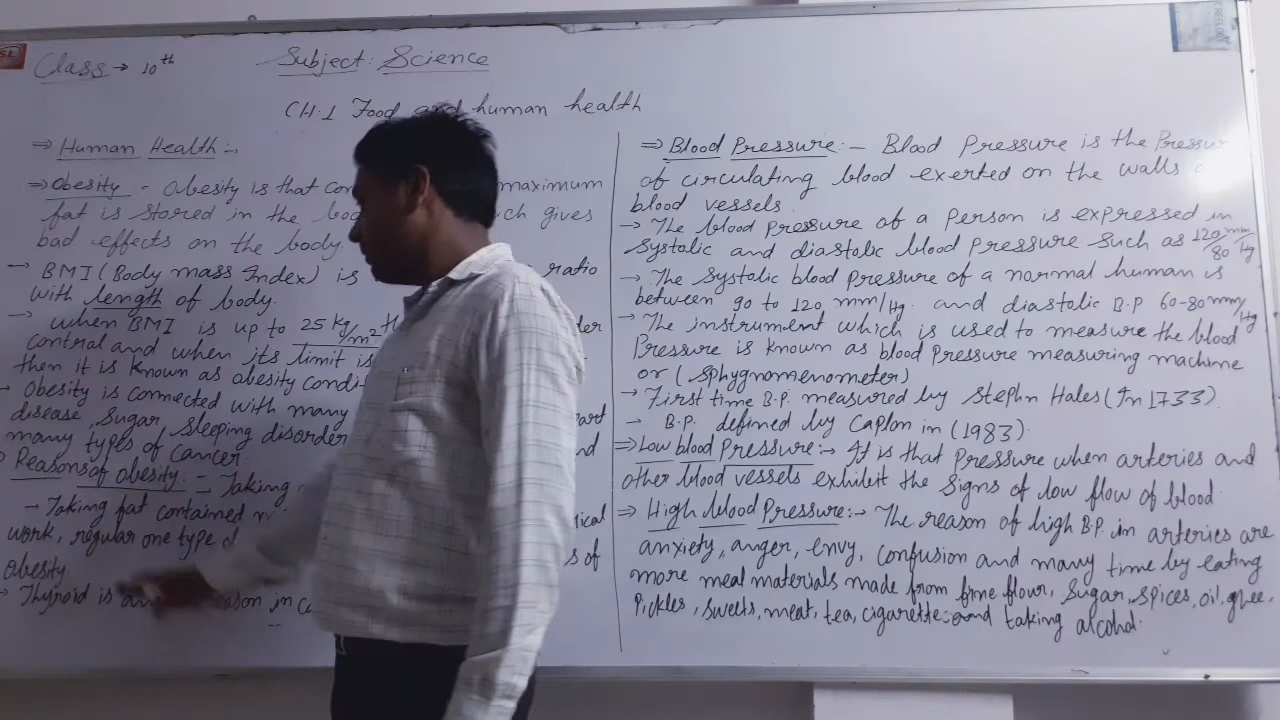 Class → 10th
Subject: Science
CH.1 Food and human health
⇒ Human Health :-
⇒ Obesity :- Obesity is that maximum
fat is stored in the gives
bad effects on the body.
→ BMI (Body mass Index) is ratio
with length of body.
→ when BMI is up to 25 kg/m²
control and when its limit is
then it is known as obesity
- Obesity is connected with many
disease, Sugar, Sleeping disorder
many types of cancer.
Reasons of obesity :- Taking
→ Taking fat contained
work, regular one type
obesity. of
→ Thyroid is in
⇒ Blood Pressure :- Blood Pressure is the
of circulating blood exerted on the walls
blood vessels.
→ The blood pressure of a person is expressed in
Systolic and diastolic blood pressure such as 120/80 mm/Hg
→ The Systolic blood pressure of a normal human is
between 90 to 120 mm/Hg. and diastolic B.P 60-80 mm/Hg
→ The instrument which is used to measure the blood
Pressure is known as blood pressure measuring machine
or (Sphygnomenometer)
→ First time B.P. measured by Stephn Hales (In 1733).
- B.P. defined by Caplon in (1983).
⇒ Low blood Pressure :→ It is that Pressure when arteries and
other blood vessels exhibit the Signs of low flow of blood.
⇒ High blood Pressure :→ The reason of high B.P. in arteries are
anxiety, anger, envy, confusion and many time by eating
more meal materials made from fine flour, Sugar, spices, oil, ghee,
Pickles, sweets, meat, tea, cigarette and taking alcohol.